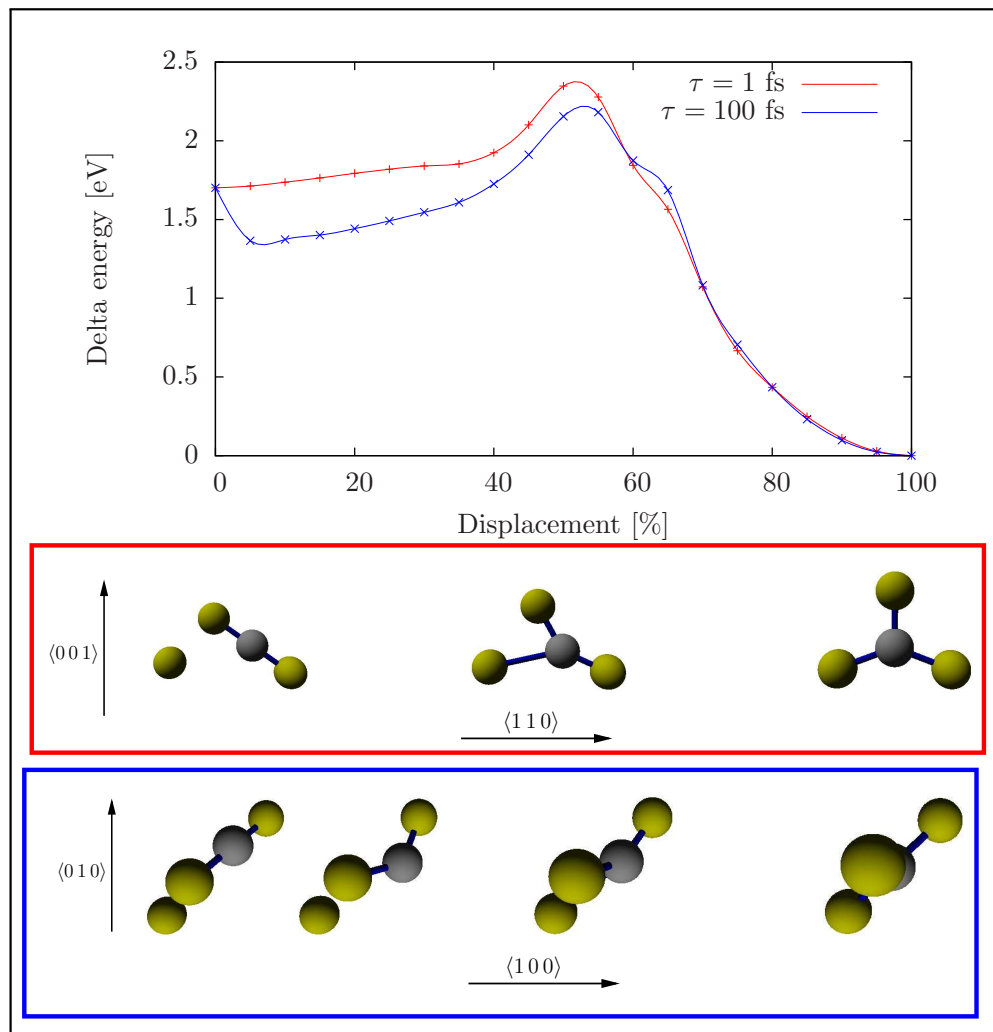 2.5
2
1.5
1
0.5
0
Delta energy [eV]
τ = 1 fs
τ = 100 fs
0 20 40 60 80 100
Displacement [%]
⟨0 0 1⟩
⟨1 1 0⟩
⟨0 1 0⟩
⟨1 0 0⟩